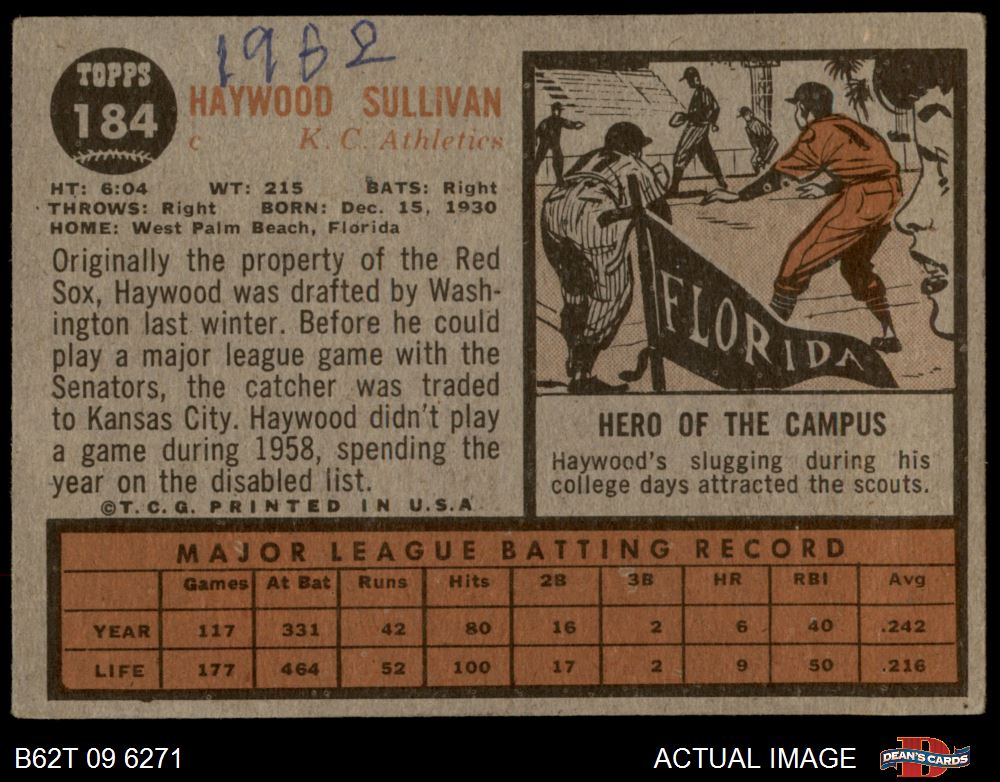 1962
TOPPS
184
HAYWOOD SULLIVAN
c K. C. Athletics
HT: 6:04 WT: 215 BATS: Right
THROWS: Right BORN: Dec. 15, 1930
HOME: West Palm Beach, Florida
Originally the property of the Red
Sox, Haywood was drafted by Wash-
ington last winter. Before he could
play a major league game with the
Senators, the catcher was traded
to Kansas City. Haywood didn't play
a game during 1958, spending the
year on the disabled list.
©T.C.G. PRINTED IN U.S.A
FLORIDA
HERO OF THE CAMPUS
Haywood's slugging during his
college days attracted the scouts.
MAJOR LEAGUE BATTING RECORD
Games At Bat Runs Hits 2B 3B HR RBI Avg
YEAR 117 331 42 80 16 2 6 40 .242
LIFE 177 464 52 100 17 2 9 50 .216
B62T 09 6271
ACTUAL IMAGE
DEAN'S CARDS